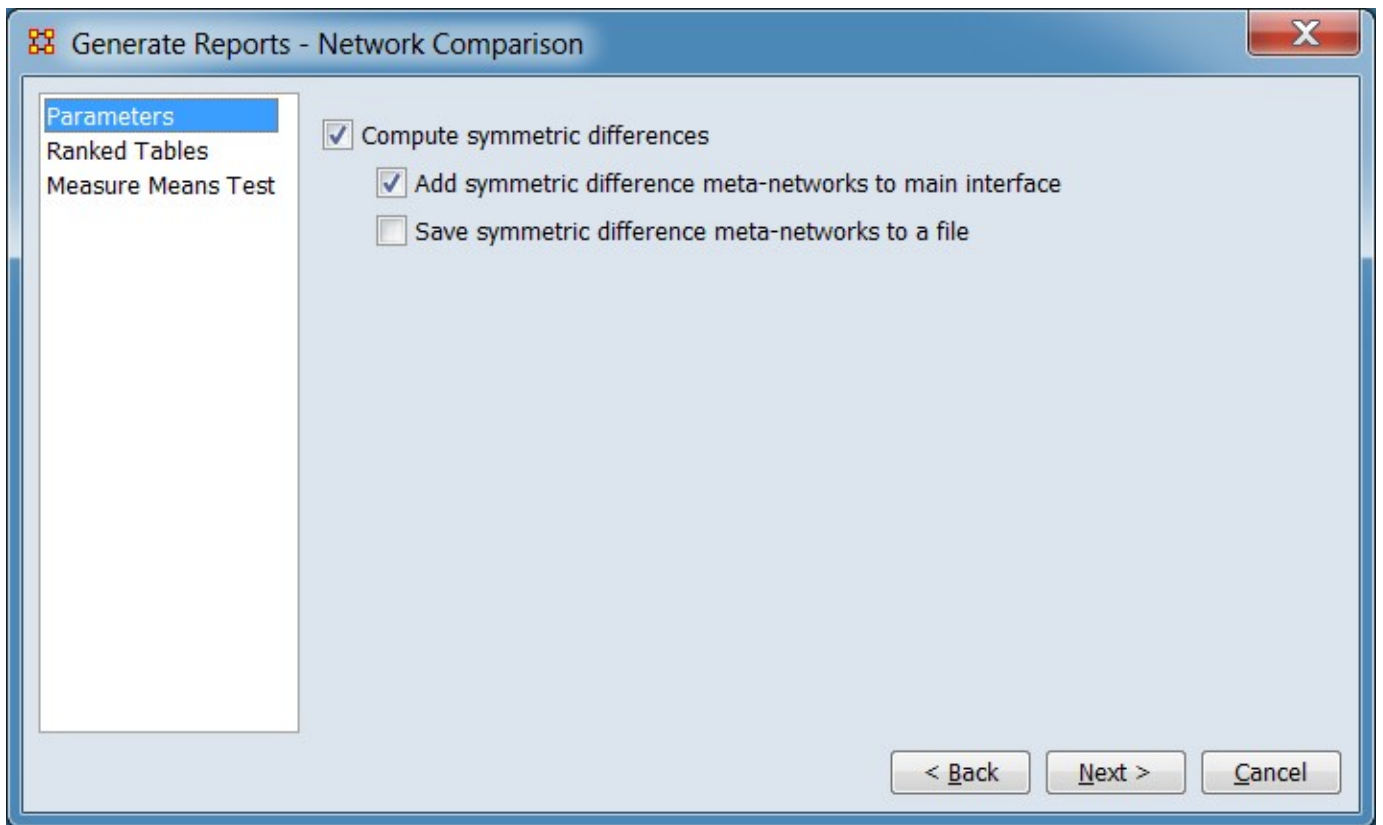 Generate Reports - Network Comparison
Parameters
Ranked Tables
Measure Means Test
Compute symmetric differences
Add symmetric difference meta-networks to main interface
Save symmetric difference meta-networks to a file
< Back
Next >
Cancel